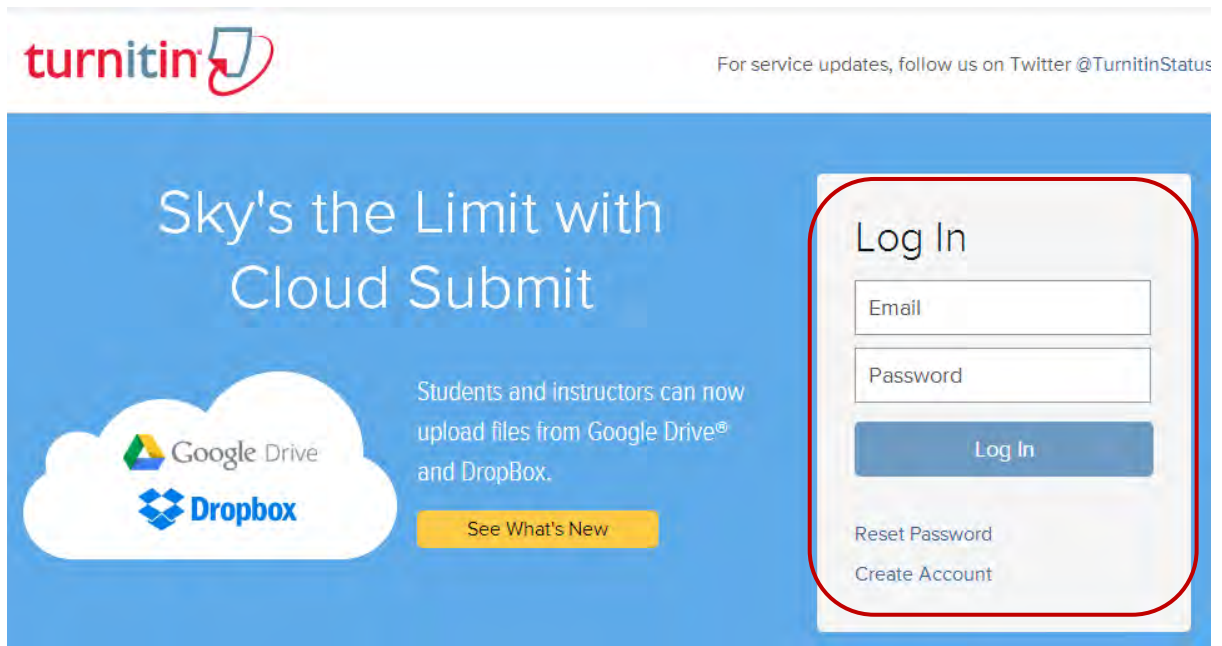 turnitin
For service updates, follow us on Twitter @TurnitinStatus
Sky's the Limit with
Cloud Submit
Google Drive
Dropbox
Students and instructors can now
upload files from Google Drive®
and DropBox.
See What's New
Log In
Email
Password
Log In
Reset Password
Create Account